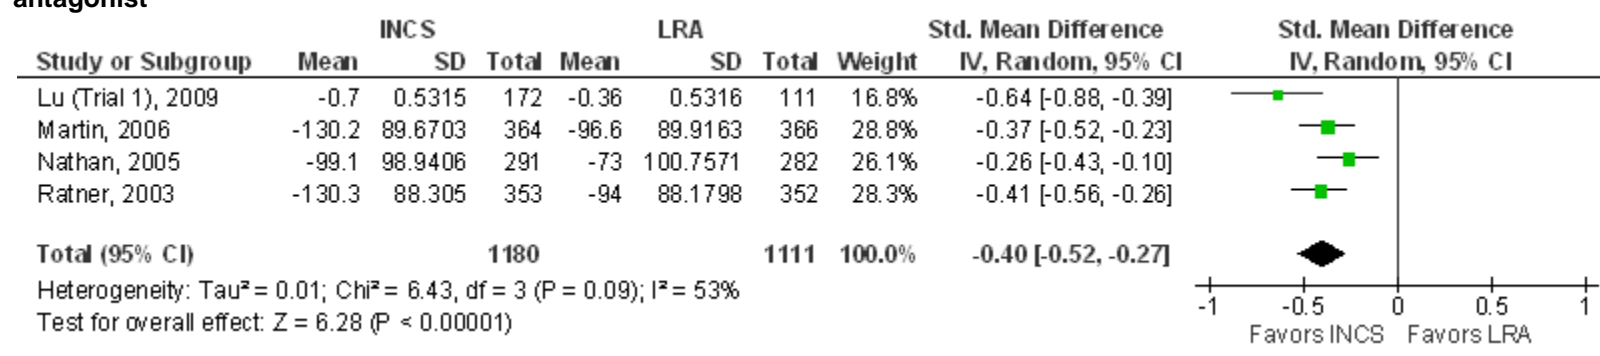 antagonist
INCS LRA Std. Mean Difference Std. Mean Difference
Study or Subgroup Mean SD Total Mean SD Total Weight IV, Random, 95% CI IV, Random, 95% CI
Lu (Trial 1), 2009 -0.7 0.5315 172 -0.36 0.5316 111 16.8% -0.64 [-0.88, -0.39]
Martin, 2006 -130.2 89.6703 364 -96.6 89.9163 366 28.8% -0.37 [-0.52, -0.23]
Nathan, 2005 -99.1 98.9406 291 -73 100.7571 282 26.1% -0.26 [-0.43, -0.10]
Ratner, 2003 -130.3 88.305 353 -94 88.1798 352 28.3% -0.41 [-0.56, -0.26]
Total (95% CI) 1180 1111 100.0% -0.40 [-0.52, -0.27]
Heterogeneity: Tau² = 0.01; Chi² = 6.43, df = 3 (P = 0.09); I² = 53%
Test for overall effect: Z = 6.28 (P < 0.00001)
-1 -0.5 0 0.5 1
Favors INCS Favors LRA